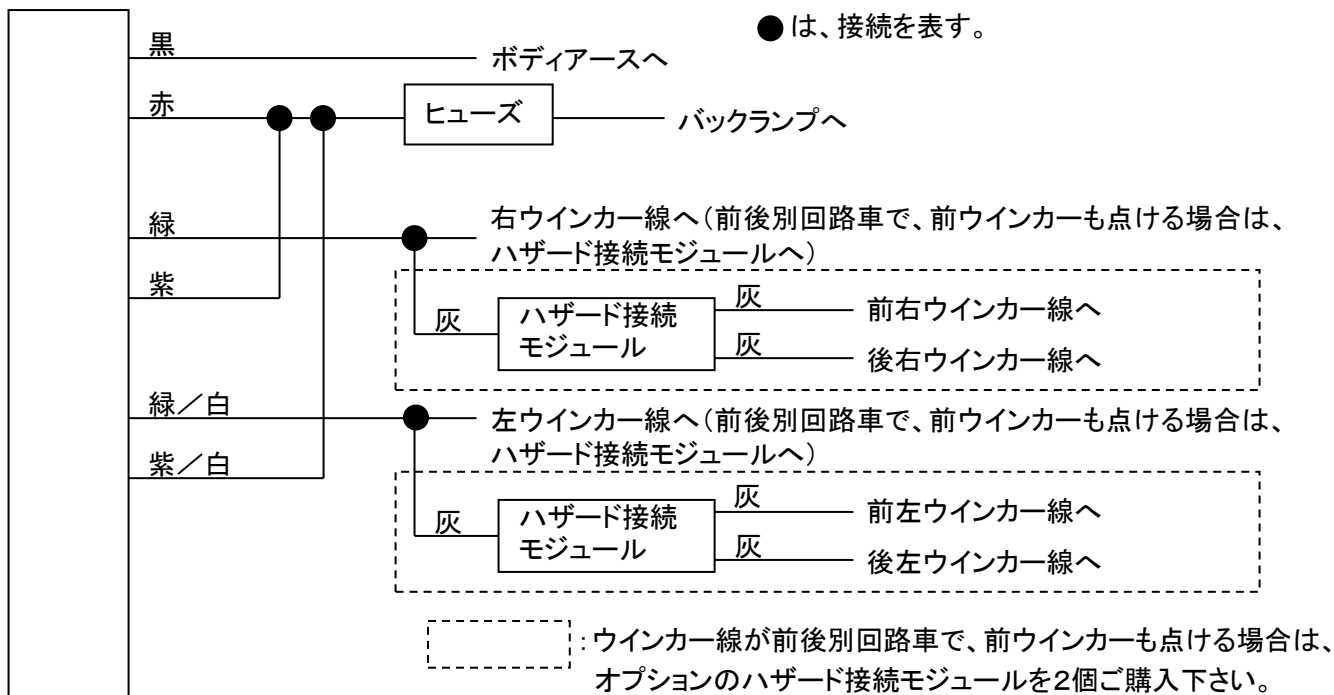 ●は、接続を表す。
黒
ボディアースへ
赤
ヒューズ
バックランプへ
緑
右ウインカー線へ(前後別回路車で、前ウインカーも点ける場合は、
ハザード接続モジュールへ)
紫
灰
ハザード接続
モジュール
灰
前右ウインカー線へ
灰
後右ウインカー線へ
緑/白
左ウインカー線へ(前後別回路車で、前ウインカーも点ける場合は、
ハザード接続モジュールへ)
紫/白
灰
ハザード接続
モジュール
灰
前左ウインカー線へ
灰
後左ウインカー線へ
:ウインカー線が前後別回路車で、前ウインカーも点ける場合は、
オプションのハザード接続モジュールを2個ご購入下さい。